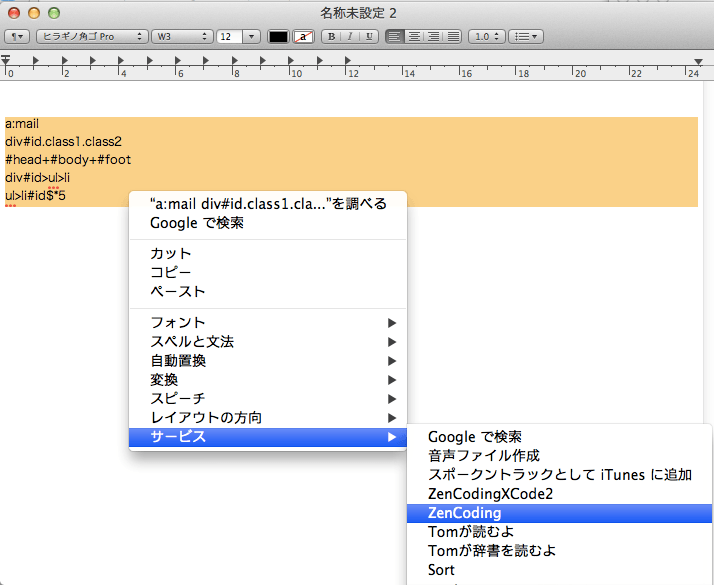 名称未設定 2
ヒラギノ角ゴ Pro W3 12 a B I U 1.0
0 2 4 6 8 10 12 14 16 18 20 22 24
a:mail
div#id.class1.class2
#head+#body+#foot
div#id>ul>li
ul>li#id$*5
"a:mail div#id.class1.cla..."を調べる
Google で検索
カット
コピー
ペースト
フォント
スペルと文法
自動置換
変換
スピーチ
レイアウトの方向
サービス
Google で検索
音声ファイル作成
スポークントラックとして iTunes に追加
ZenCodingXCode2
ZenCoding
Tomが読むよ
Tomが辞書を読むよ
Sort